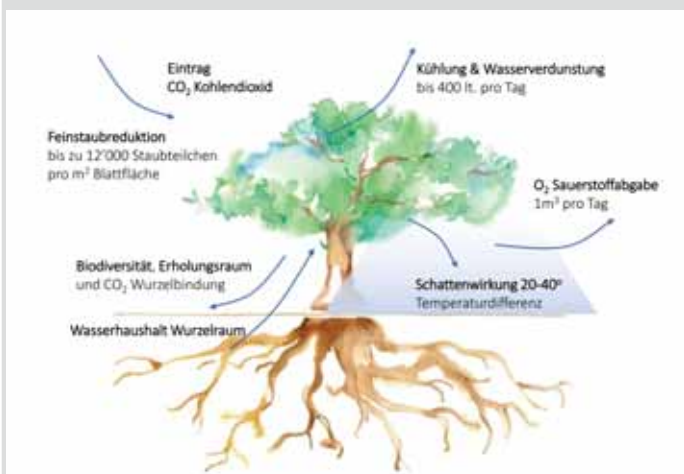 Eintrag
CO₂ Kohlendioxid
Kühlung & Wasserverdunstung
bis 400 lt. pro Tag
Feinstaubreduktion
bis zu 12'000 Staubteilchen
pro m² Blattfläche
O₂ Sauerstoffabgabe
1m³ pro Tag
Biodiversität, Erholungsraum
und CO₂ Wurzelbindung
Schattenwirkung 20-40°
Temperaturdifferenz
Wasserhaushalt Wurzelraum